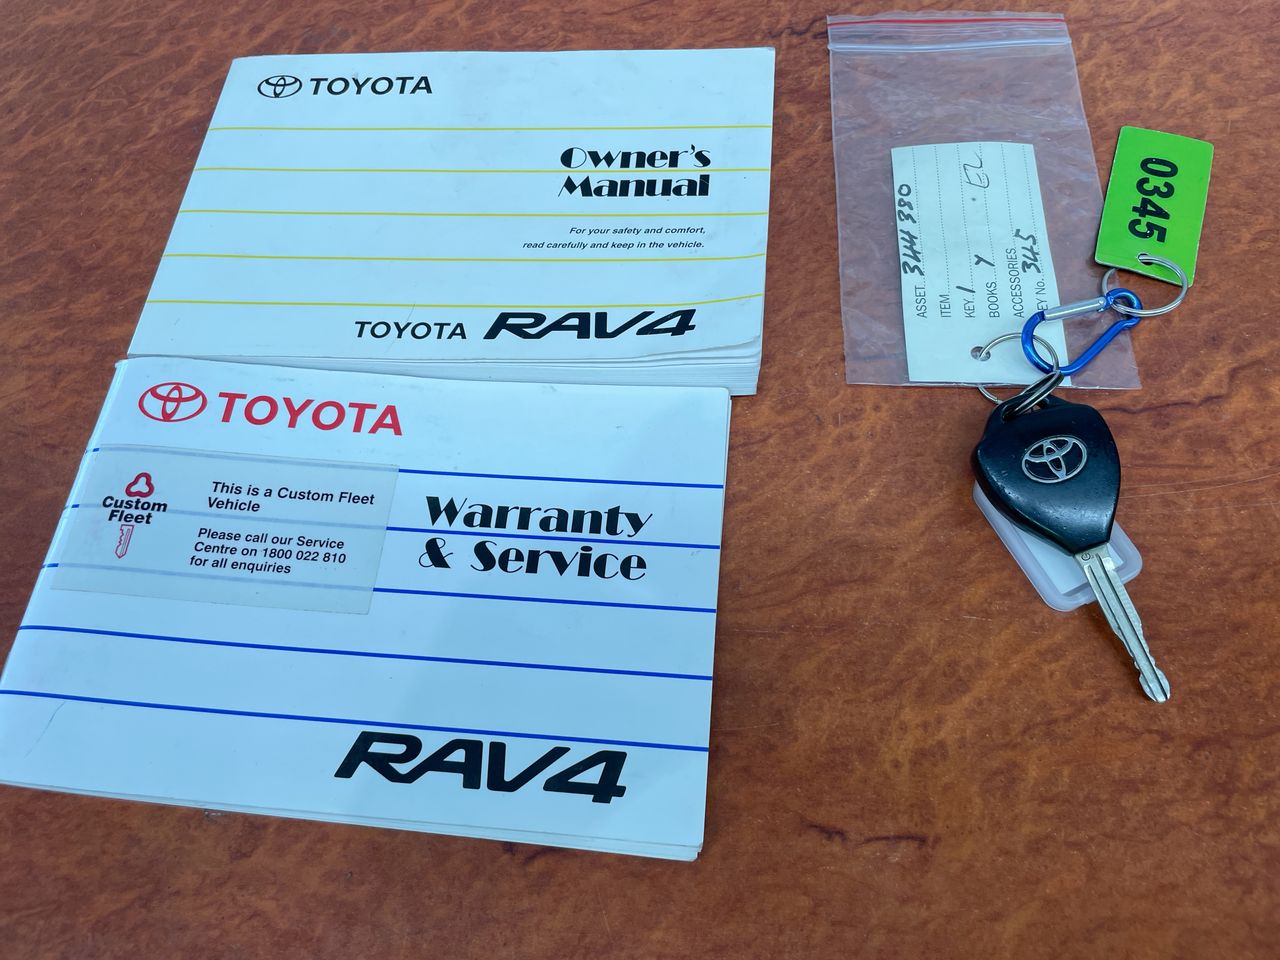 TOYOTA
Owner's
Manual
For your safety and comfort,
read carefully and keep in the vehicle.
TOYOTA RAV4
TOYOTA
Custom
Fleet
This is a Custom Fleet
Vehicle
Please call our Service
Centre on 1800 022 810
for all enquiries
Warranty
& Service
RAV4
ASSET 344380
ITEM
KEY 1
BOOKS Y
ACCESSORIES
EY No. 345
0345